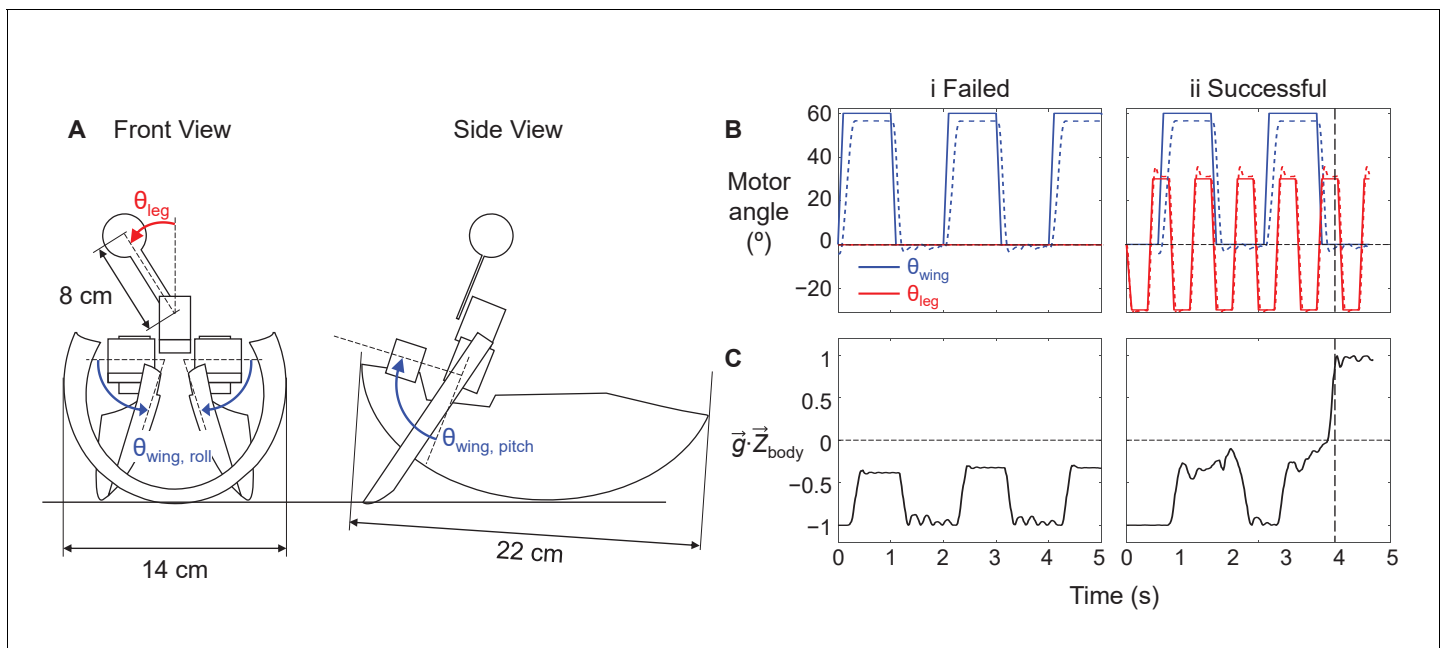 A Front View
Side View
θleg
8 cm
θwing, roll
14 cm
θwing, pitch
22 cm
i Failed
ii Successful
B
Motor
angle
(º)
60
40
20
0
−20
θwing
θleg
C
g⃗·Z⃗body
1
0.5
0
−0.5
−1
0 1 2 3 4 5
0 1 2 3 4 5
Time (s)